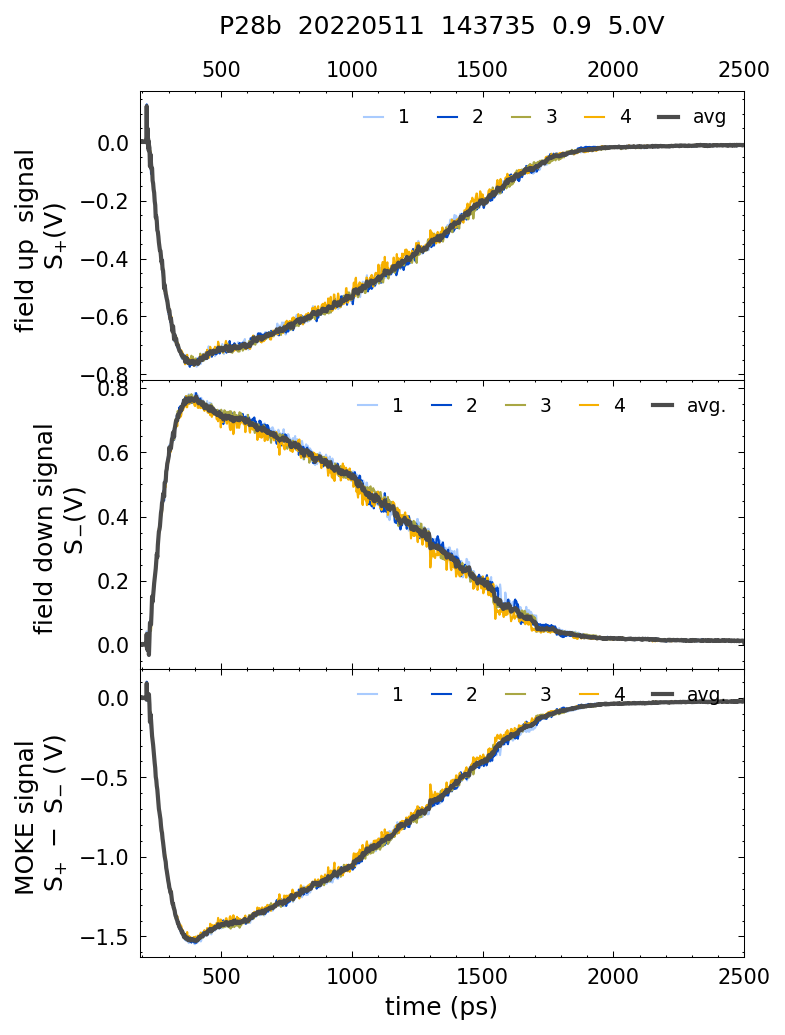 P28b 20220511 143735 0.9 5.0V
500 1000 1500 2000 2500
1 2 3 4 avg
0.0
−0.2
−0.4
−0.6
−0.8
field up signal
S+(V)
1 2 3 4 avg.
0.8
0.6
0.4
0.2
0.0
field down signal
S−(V)
1 2 3 4 avg.
0.0
−0.5
−1.0
−1.5
MOKE signal
S+ − S− ( V)
500 1000 1500 2000 2500
time (ps)